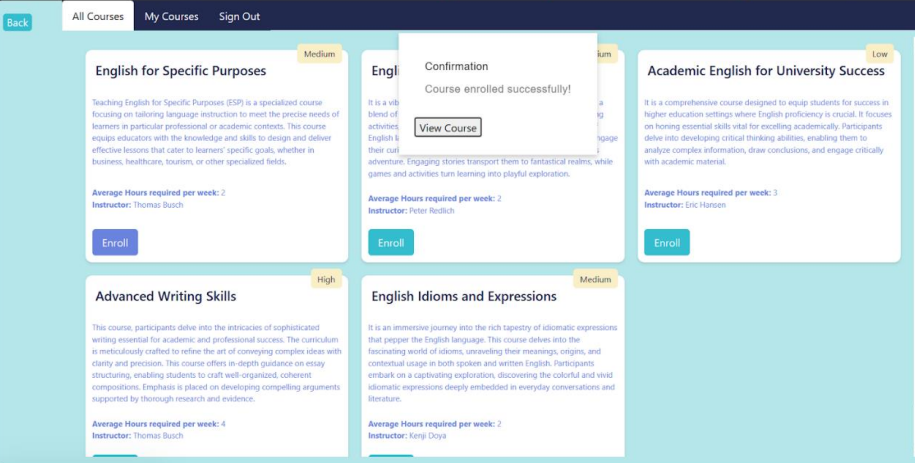 Back
All Courses
My Courses
Sign Out
Medium
English for Specific Purposes
Teaching English for Specific Purposes (ESP) is a specialized course
focusing on tailoring language instruction to meet the precise needs of
learners in particular professional or academic contexts. This course
equips educators with the knowledge and skills to design and deliver
effective lessons that cater to learners' specific goals, whether in
business, healthcare, tourism, or other specialized fields.
Average Hours required per week: 2
Instructor: Thomas Busch
Enroll
Confirmation
Course enrolled successfully!
View Course
It is a
blend of
activities
their
adventure. Engaging stories transport them to fantastical realms, while
games and activities turn learning into playful exploration.
Average Hours required per week: 2
Instructor: Peter Redlich
Enroll
Low
Academic English for University Success
It is a comprehensive course designed to equip students for success in
higher education settings where English proficiency is crucial. It focuses
on honing essential skills vital for excelling academically. Participants
delve into developing critical thinking abilities, enabling them to
analyze complex information, draw conclusions, and engage critically
with academic material.
Average Hours required per week: 3
Instructor: Eric Hansen
Enroll
High
Advanced Writing Skills
This course, participants delve into the intricacies of sophisticated
writing essential for academic and professional success. The curriculum
is meticulously crafted to refine the art of conveying complex ideas with
clarity and precision. This course offers in-depth guidance on essay
structuring, enabling students to craft well-organized, coherent
compositions. Emphasis is placed on developing compelling arguments
supported by thorough research and evidence.
Average Hours required per week: 4
Instructor: Thomas Busch
Medium
English Idioms and Expressions
It is an immersive journey into the rich tapestry of idiomatic expressions
that pepper the English language. This course delves into the
fascinating world of idioms, unraveling their meanings, origins, and
contextual usage in both spoken and written English. Participants
embark on a captivating exploration, discovering the colorful and vivid
idiomatic expressions deeply embedded in everyday conversations and
literature.
Average Hours required per week: 2
Instructor: Kenji Doya